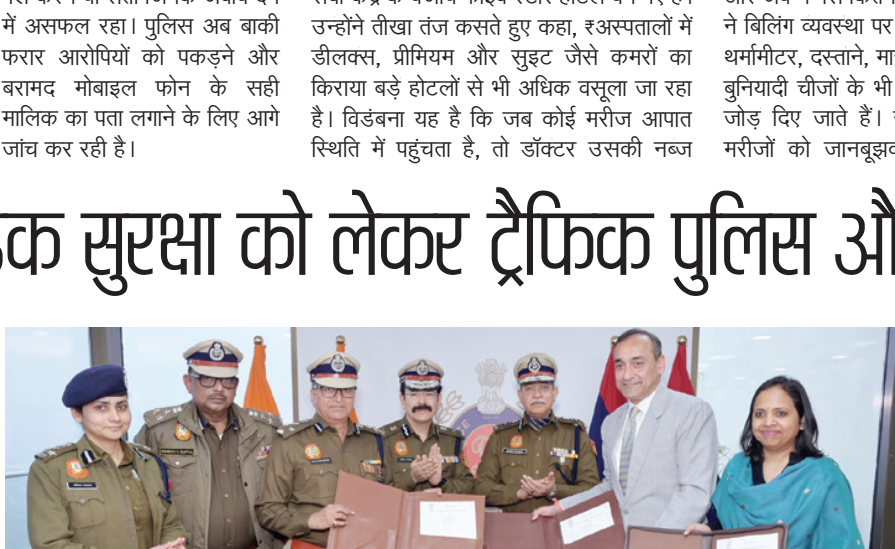 में असफल रहा। पुलिस अब बाकी
फरार आरोपियों को पकड़ने और
बरामद मोबाइल फोन के सही
मालिक का पता लगाने के लिए आगे
जांच कर रही है।
उन्होंने तीखा तंज कसते हुए कहा, ₹अस्पतालों में
डीलक्स, प्रीमियम और सुइट जैसे कमरों का
किराया बड़े होटलों से भी अधिक वसूला जा रहा
है। विडंबना यह है कि जब कोई मरीज आपात
स्थिति में पहुंचता है, तो डॉक्टर उसकी नब्ज
ने बिलिंग व्यवस्था पर
थर्मामीटर, दस्ताने,
बुनियादी चीजों के भी
जोड़ दिए जाते हैं।
मरीजों को
सुरक्षा को लेकर ट्रैफिक पुलिस